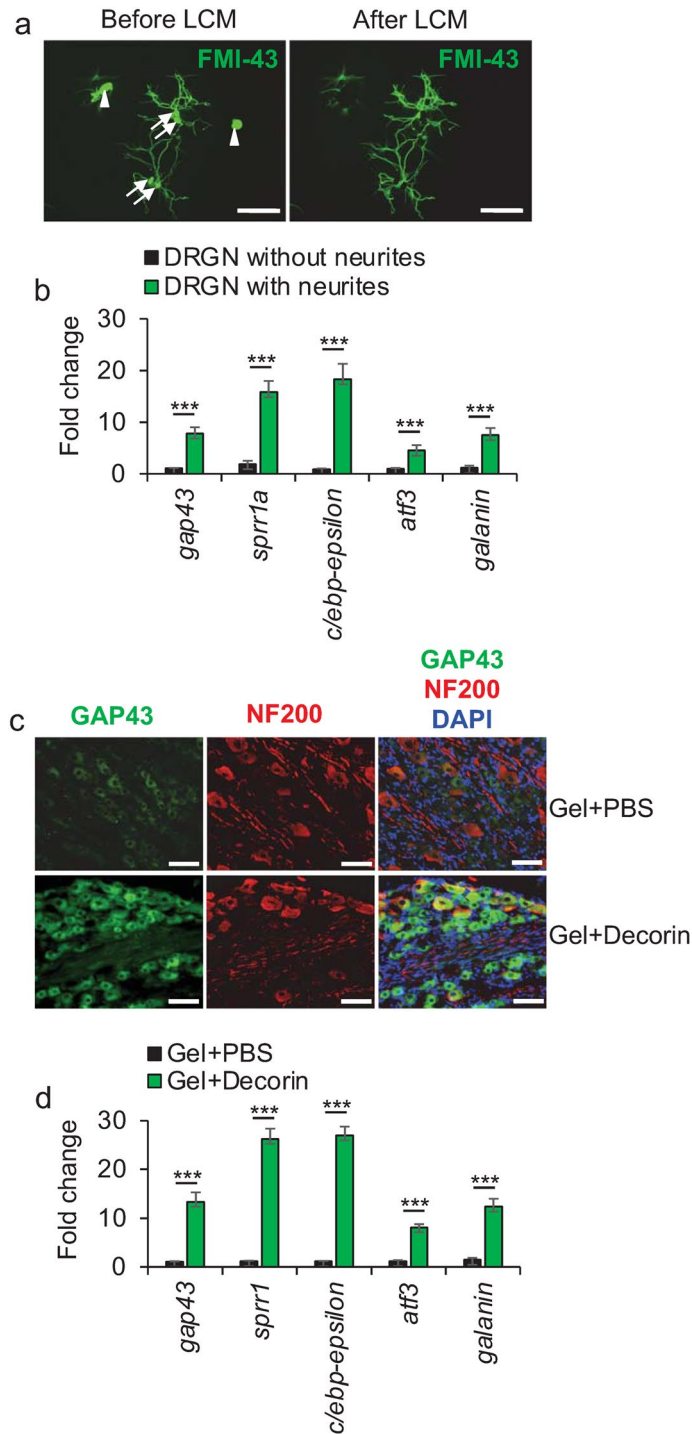 a
Before LCM
After LCM
FMI-43
FMI-43
b
DRGN without neurites
DRGN with neurites
Fold change
30
20
10
0
***
***
***
***
***
gap43
sprr1a
c/ebp-epsilon
atf3
galanin
c
GAP43
NF200
GAP43
NF200
DAPI
Gel+PBS
Gel+Decorin
d
Gel+PBS
Gel+Decorin
Fold change
30
20
10
0
***
***
***
***
***
gap43
sprr1
c/ebp-epsilon
atf3
galanin